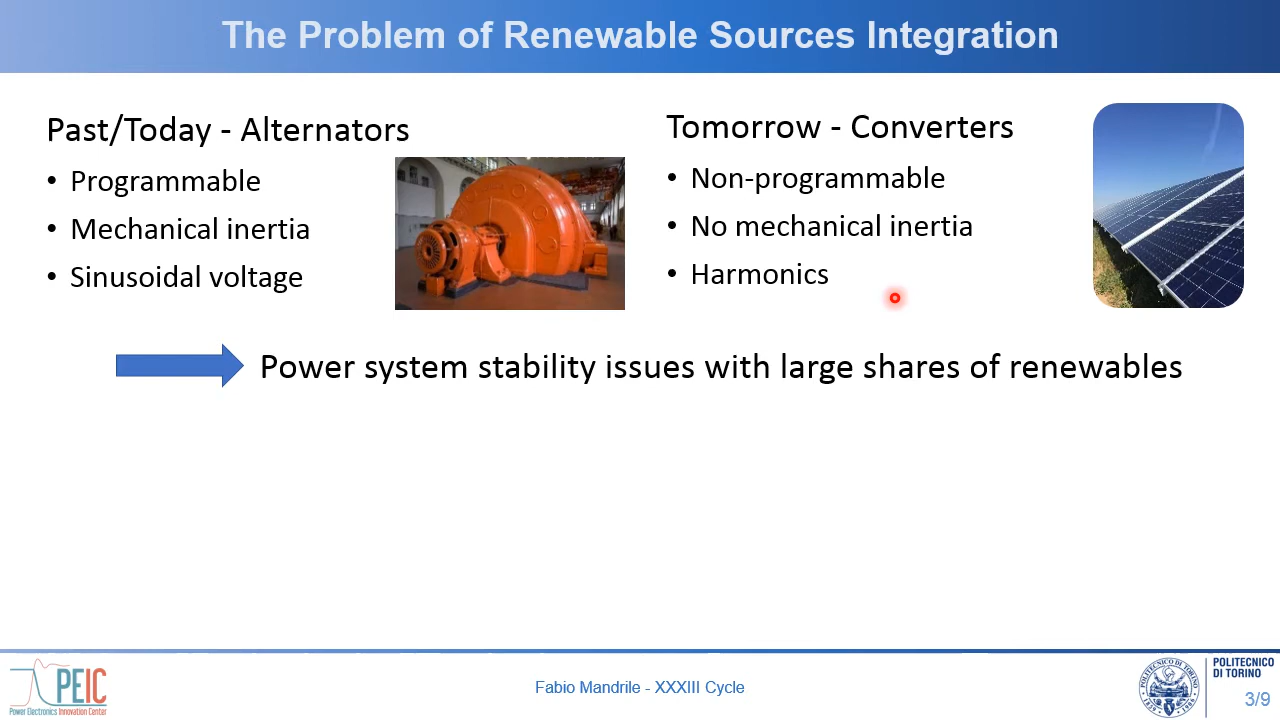 The Problem of Renewable Sources Integration
Past/Today - Alternators
• Programmable
• Mechanical inertia
• Sinusoidal voltage
Tomorrow - Converters
• Non-programmable
• No mechanical inertia
• Harmonics
Power system stability issues with large shares of renewables
PEIC
Power Electronics Innovation Center
Fabio Mandrile - XXXIII Cycle
POLITECNICO
DI TORINO
3/9